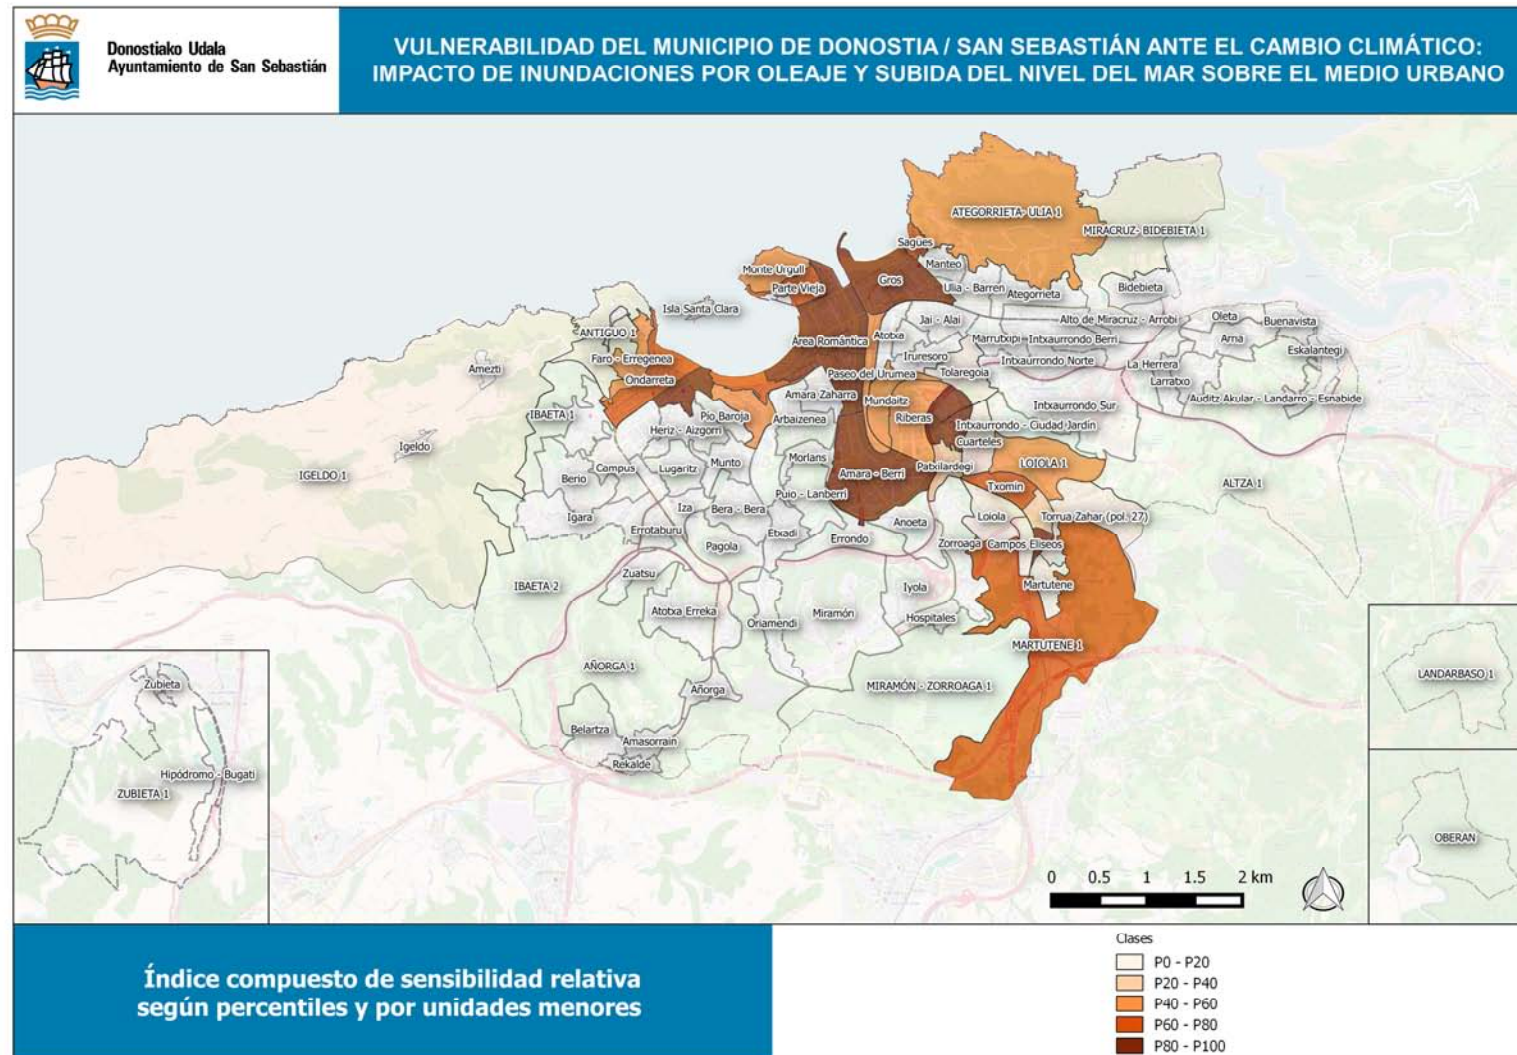 Donostiako Udala
Ayuntamiento de San Sebastián
VULNERABILIDAD DEL MUNICIPIO DE DONOSTIA / SAN SEBASTIÁN ANTE EL CAMBIO CLIMÁTICO:
IMPACTO DE INUNDACIONES POR OLEAJE Y SUBIDA DEL NIVEL DEL MAR SOBRE EL MEDIO URBANO
ATEGORRIETA- ULIA 1
MIRACRUZ- BIDEBIETA 1
Sagües
Manteo
Monte Urgull
Parte Vieja
Gros
Ulia - Barren
Ategorrieta
Bidebieta
Isla Santa Clara
ANTIGUO 1
Área Romántica
Atotxa
Jai - Alai
Alto de Miracruz - Arrobi
Oleta
Buenavista
Marrutxipi
Intxaurrondo Berri
Arna
Eskalantegi
Faro - Erregenea
Iruresoro
Intxaurrondo Norte
La Herrera
Amezti
Ondarreta
Paseo del Urumea
Tolaregoia
Larratxo
Amara Zaharra
Mundaitz
Auditz Akular - Landarro - Esnabide
IBAETA 1
Pio Baroja
Arbaizenea
Riberas
Intxaurrondo Sur
Heriz - Aizgorri
Intxaurrondo - Ciudad Jardín
Cuarteles
Igeldo
IGELDO 1
Campus
Lugaritz
Munto
Morlans
Amara - Berri
Patxilardegi
LOIOLA 1
Berio
Txomin
ALTZA 1
Puio - Lanberri
Igara
Iza
Bera - Bera
Anoeta
Loiola
Torrua Zahar (pol. 27)
Errotaburu
Etxadi
Errondo
Pagola
Zorroaga
Campos Eliseos
Zuatsu
IBAETA 2
Iyola
Martutene
Atotxa Erreka
Oriamendi
Miramón
Hospitales
MARTUTENE 1
AÑORGA 1
MIRAMÓN - ZORROAGA 1
LANDARBASO 1
Zubieta
Añorga
Belartza
Amasorrain
Rekalde
Hipódromo - Bugati
ZUBIETA 1
OBERAN
0 0.5 1 1.5 2 km
Índice compuesto de sensibilidad relativa
según percentiles y por unidades menores
Clases
P0 - P20
P20 - P40
P40 - P60
P60 - P80
P80 - P100